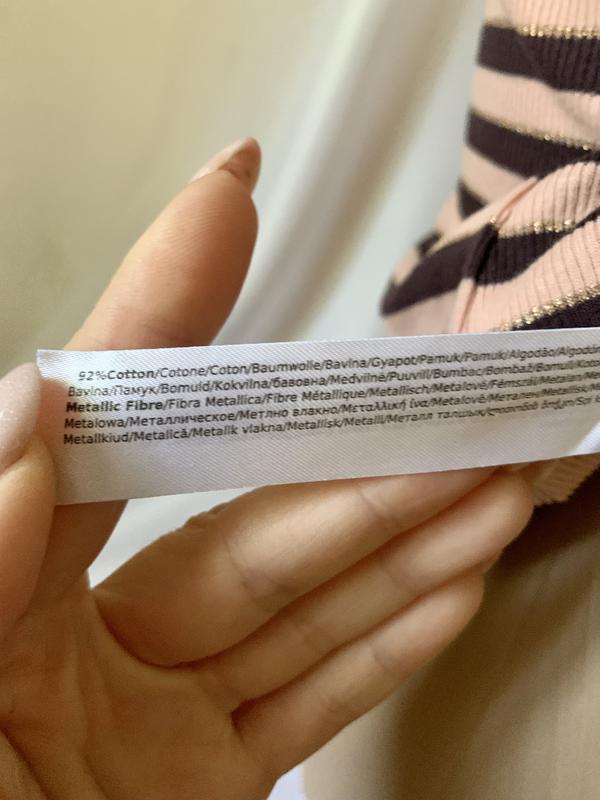 92%Cotton/Cotone/Coton/Baumwolle/Bavlna/Gyapot/Pamuk/Pamuk/Algodão/Algodón
Bavlna/Памук/Bomuld/Kokvilna/бавовна/Medvilnė/Puuvill/Bumbac/Bombaž/Bomull/
Metallic Fibre/Fibra Metallica/Fibre Métallique/Metallisch/Metalové/Fémszál/
Metalowa/Металлическое/Метлно влакно/Μεταλλική ίνα/Metalové/
Metallkiud/Metalică/Metalik vlakna/Metallisk/Metalli/Металл талшық/